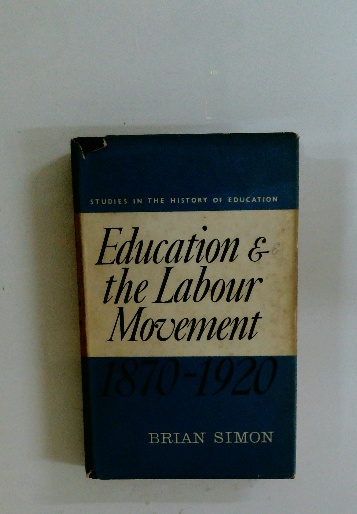 STUDIES IN THE HISTORY OF EDUCATION
Education &
the Labour
Movement
1870-1920
BRIAN SIMON